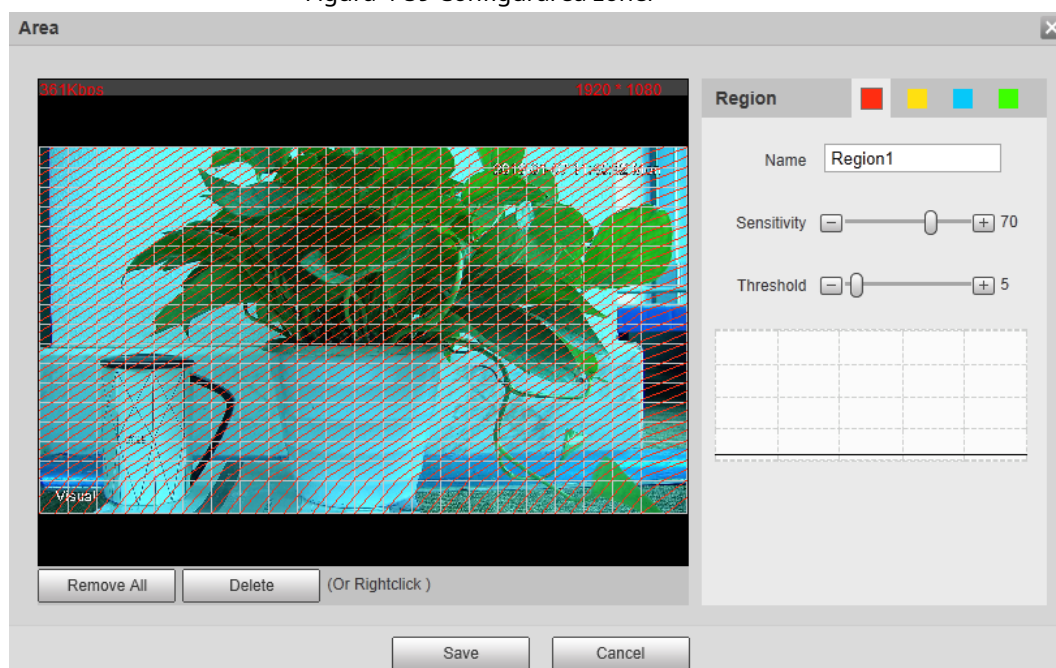 Area
361Kbps
1920 * 1080
Region
Name
Region1
Sensitivity
70
Threshold
5
Visual
Remove All
Delete
(Or Rightclick )
Save
Cancel